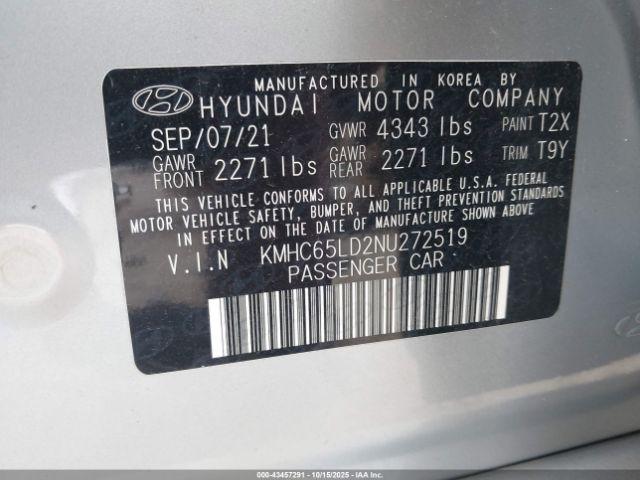 MANUFACTURED IN KOREA BY
HYUNDAI MOTOR COMPANY
SEP/07/21 GVWR 4343 lbs PAINT T2X
GAWR FRONT 2271 lbs GAWR REAR 2271 lbs TRIM T9Y
THIS VEHICLE CONFORMS TO ALL APPLICABLE U.S.A. FEDERAL
MOTOR VEHICLE SAFETY, BUMPER, AND THEFT PREVENTION STANDARDS
IN EFFECT ON THE DATE OF MANUFACTURE SHOWN ABOVE.
V.I.N KMHC65LD2NU272519
PASSENGER CAR
000-43457291 - 10/15/2025 - IAAI.COM